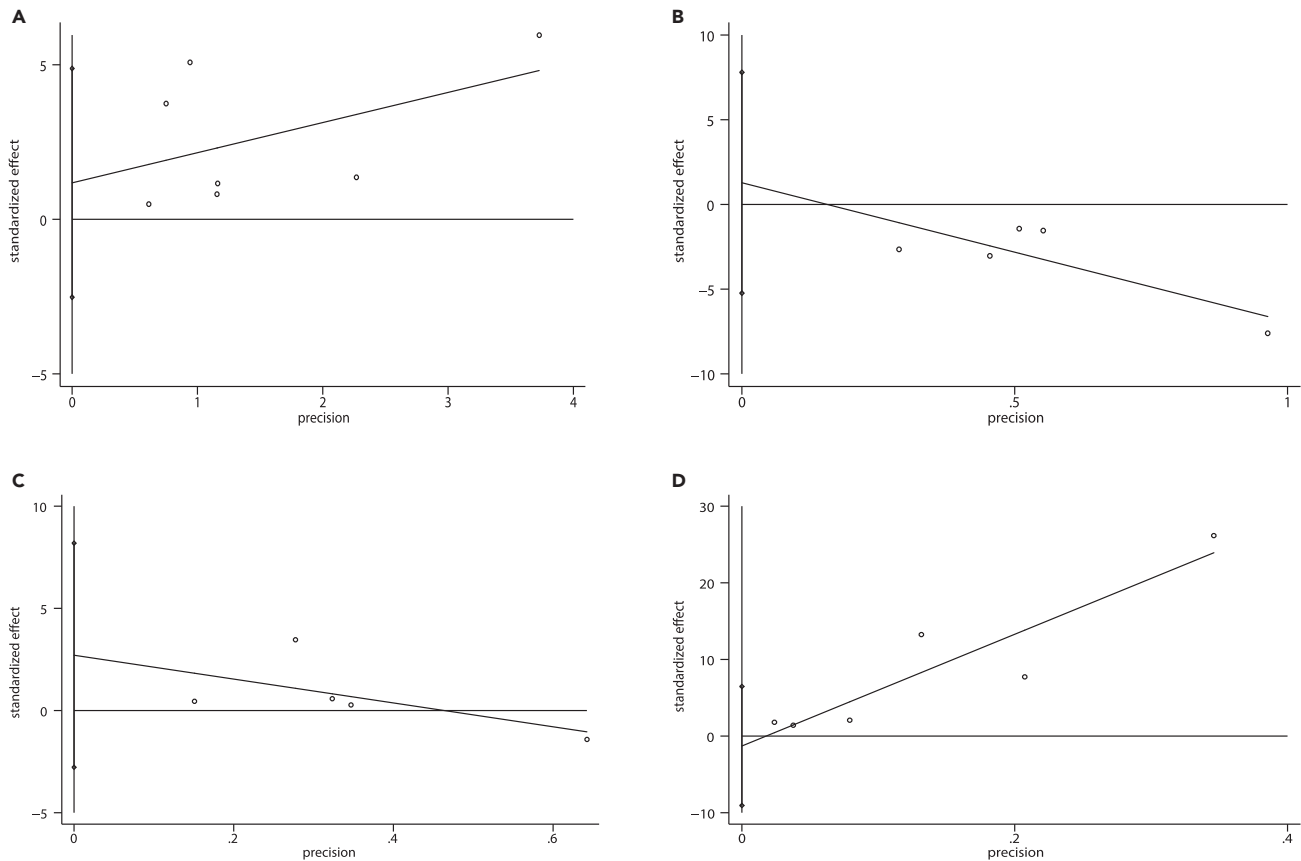 A
standardized effect
5
0
−5
0 1 2 3 4
precision
B
standardized effect
10
5
0
−5
−10
0 .5 1
precision
C
standardized effect
10
5
0
−5
0 .2 .4 .6
precision
D
standardized effect
30
20
10
0
−10
0 .2 .4
precision